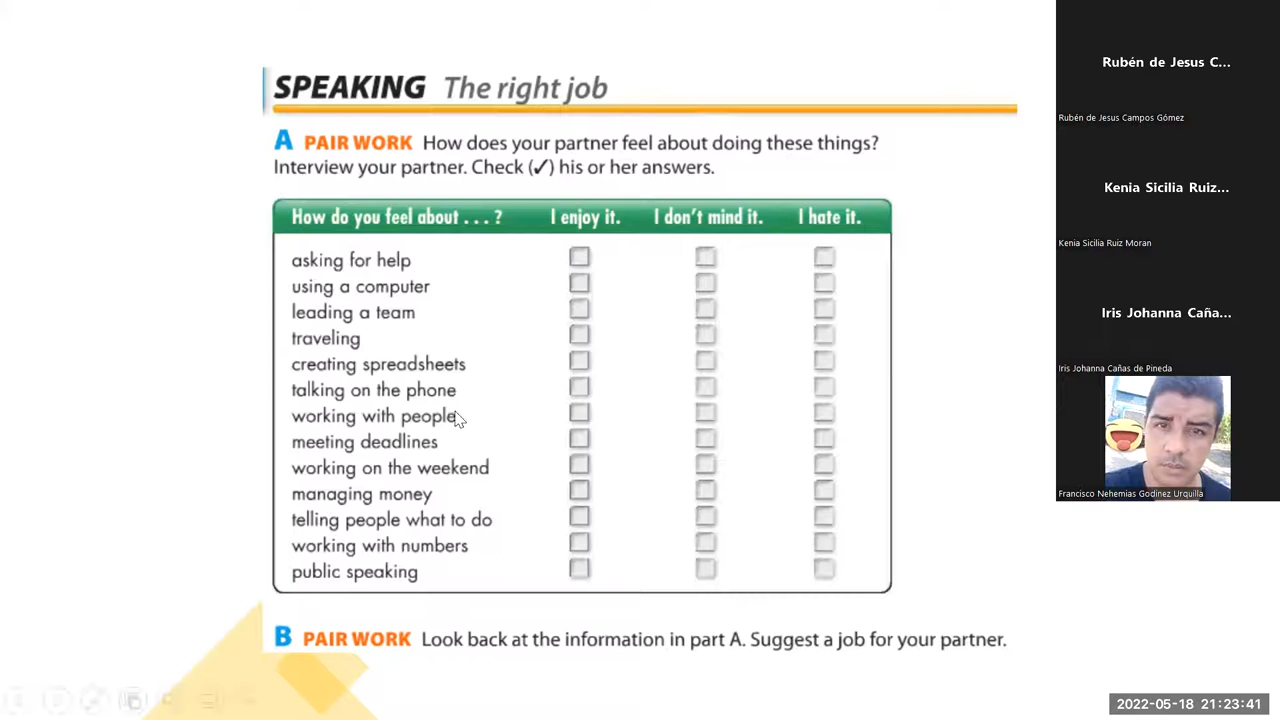 SPEAKING The right job
A PAIR WORK How does your partner feel about doing these things?
Interview your partner. Check (✓) his or her answers.
How do you feel about . . . ? I enjoy it. I don't mind it. I hate it.
asking for help
using a computer
leading a team
traveling
creating spreadsheets
talking on the phone
working with people
meeting deadlines
working on the weekend
managing money
telling people what to do
working with numbers
public speaking
B PAIR WORK Look back at the information in part A. Suggest a job for your partner.
Rubén de Jesus C...
Rubén de Jesus Campos Gómez
Kenia Sicilia Ruiz...
Kenia Sicilia Ruiz Moran
Iris Johanna Caña...
Iris Johanna Cañas de Pineda
Francisco Nehemias Godinez Urquilla
2022-05-18 21:23:41